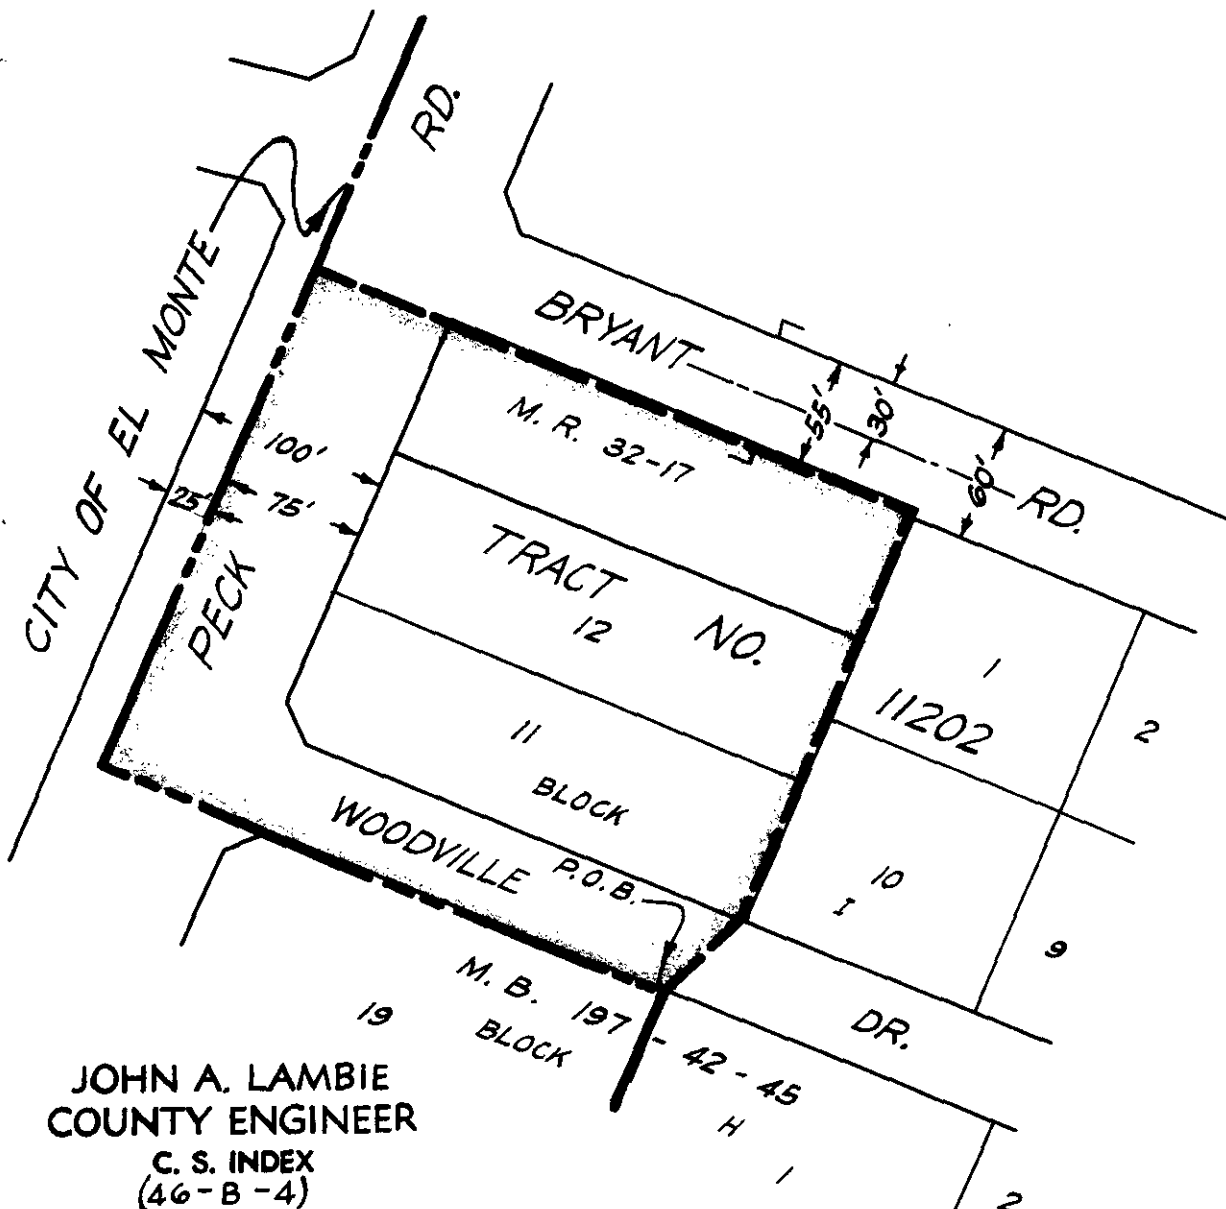 RD.
CITY OF EL MONTE
BRYANT
RD.
55'
30'
60'
M. R. 32-17
100'
25'
75'
PECK
TRACT NO.
12
11202
1
2
11
BLOCK
WOODVILLE
P.O.B.
10
I
9
DR.
M. B. 197 - 42 - 45
19
BLOCK
H
1
2
JOHN A. LAMBIE
COUNTY ENGINEER
C. S. INDEX
(46-B-4)